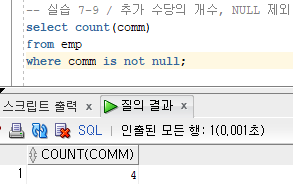 -- 실습 7-9 / 추가 수당의 개수, NULL 제외
select count(comm)
from emp
where comm is not null;
스크립트 출력 × 질의 결과 ×
SQL | 인출된 모든 행: 1(0,001초)
COUNT(COMM)
1 4